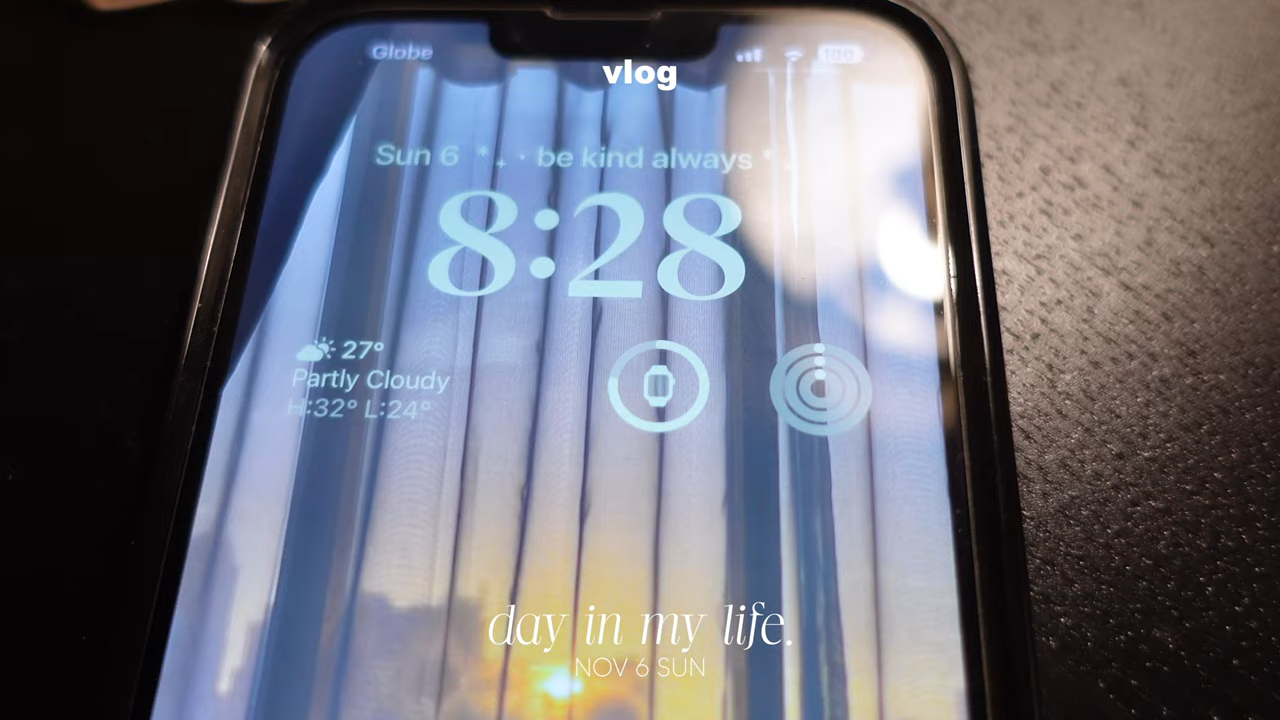 Globe
100
vlog
Sun 6 *. · be kind always *.
8:28
27°
Partly Cloudy
H:32° L:24°
day in my life.
NOV 6 SUN